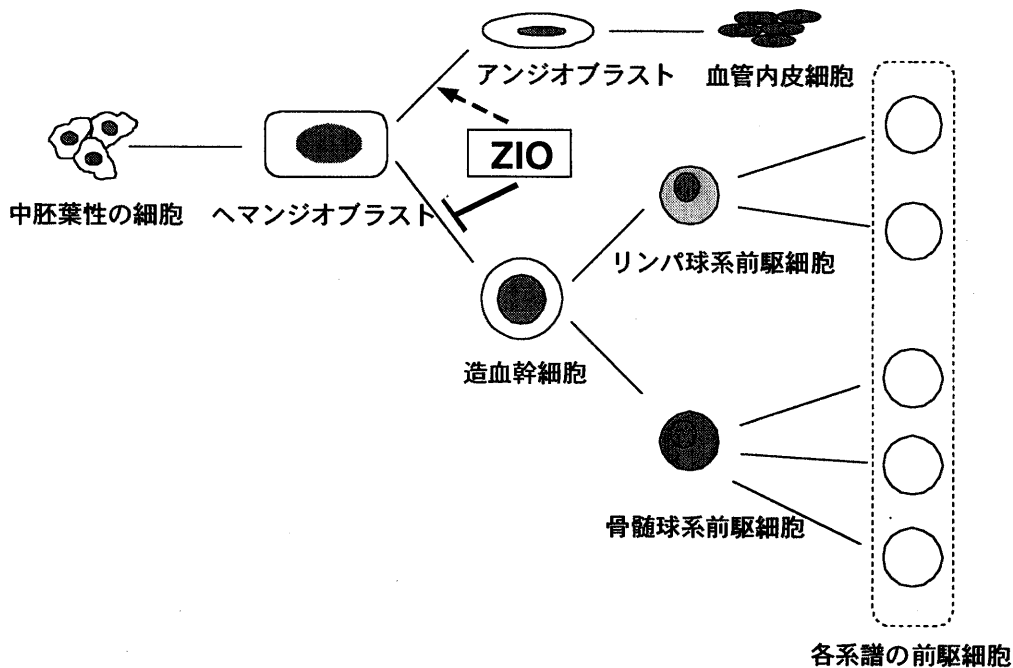 アンジオブラスト
血管内皮細胞
ZIO
中胚葉性の細胞
ヘマンジオブラスト
リンパ球系前駆細胞
造血幹細胞
骨髄球系前駆細胞
各系譜の前駆細胞